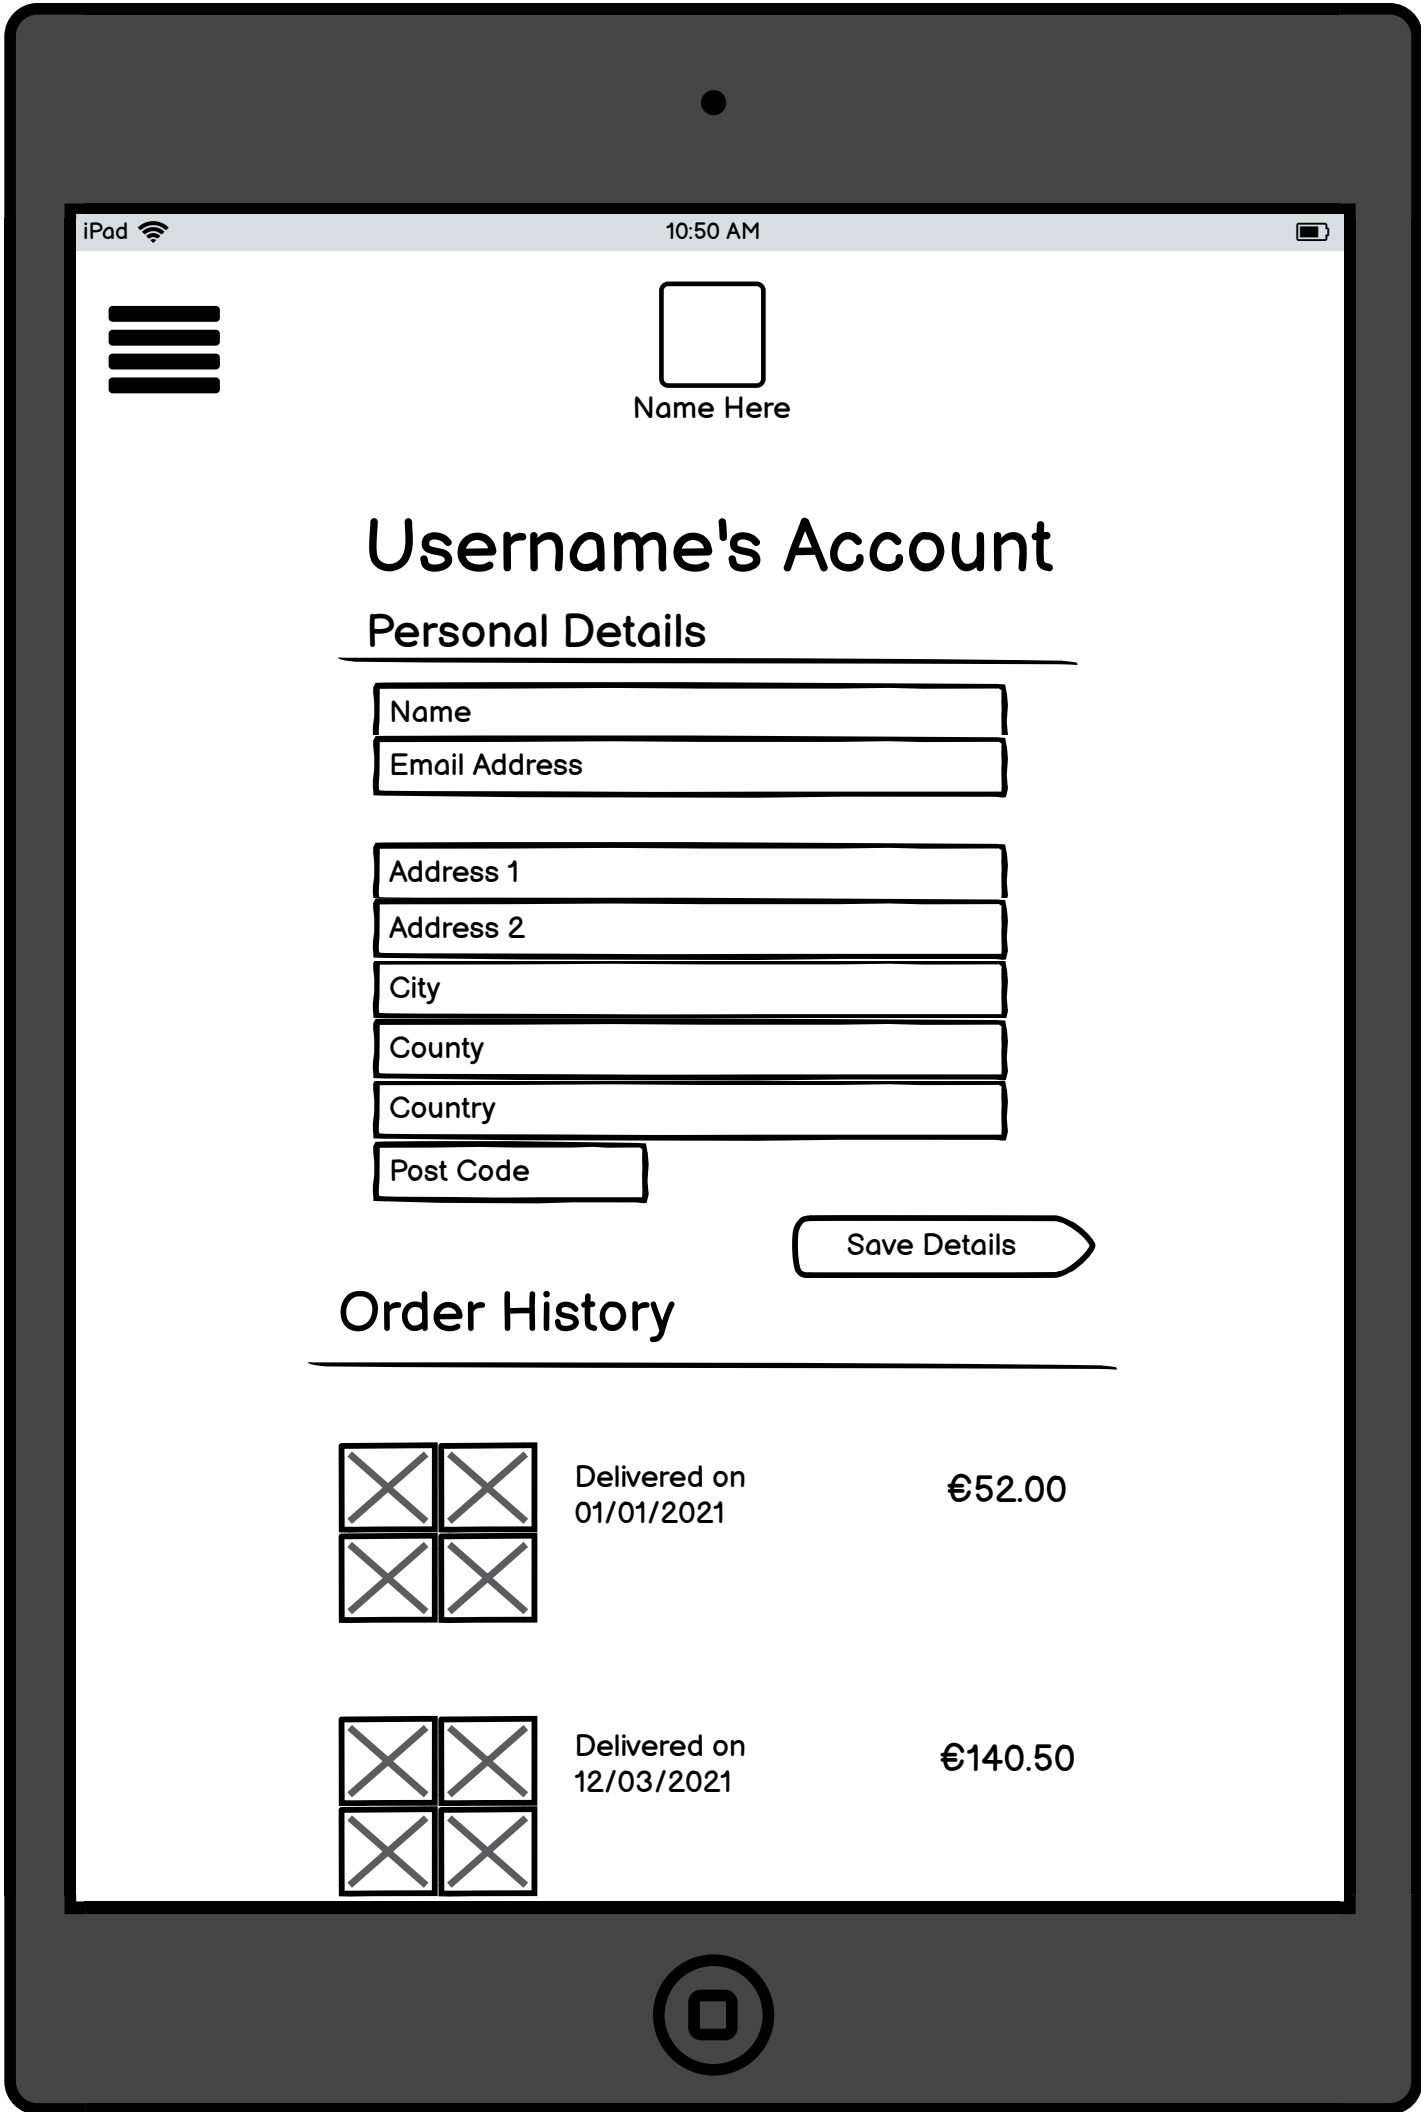 iPad 10:50 AM
Name Here
Username's Account
Personal Details
Name
Email Address
Address 1
Address 2
City
County
Country
Post Code
Save Details
Order History
Delivered on
01/01/2021
€52.00
Delivered on
12/03/2021
€140.50